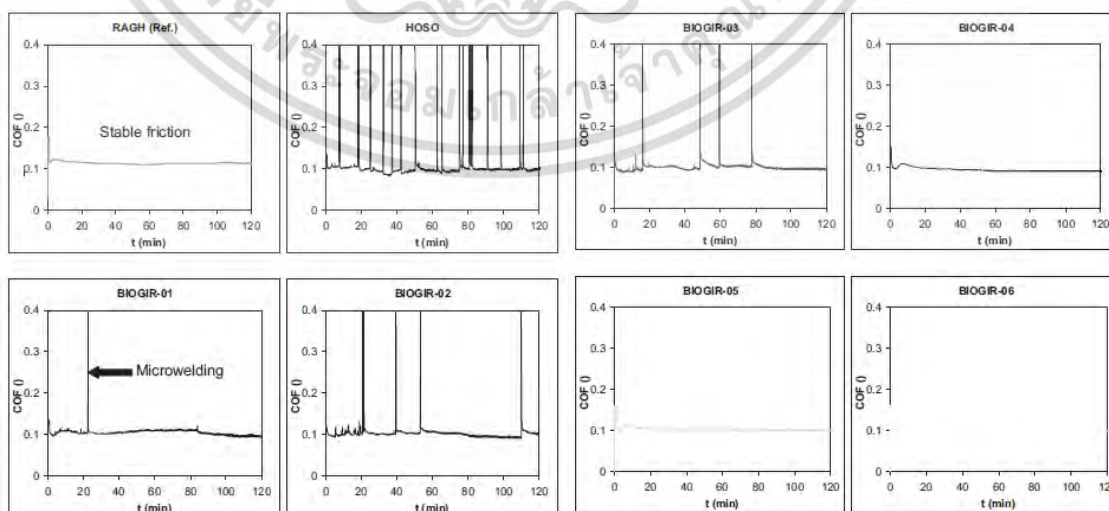 RAGH (Ref.)
0.4
0.3
0.2
0.1
0
COF ()
Stable friction
0 20 40 60 80 100 120
t (min)
HOSO
0.4
0.3
0.2
0.1
0
COF ()
0 20 40 60 80 100 120
t (min)
BIOGIR-03
0.4
0.3
0.2
0.1
0
COF ()
0 20 40 60 80 100 120
t (min)
BIOGIR-04
0.4
0.3
0.2
0.1
0
COF ()
0 20 40 60 80 100 120
t (min)
BIOGIR-01
0.4
0.3
0.2
0.1
0
COF ()
Microwelding
0 20 40 60 80 100 120
t (min)
BIOGIR-02
0.4
0.3
0.2
0.1
0
COF ()
0 20 40 60 80 100 120
t (min)
BIOGIR-05
0.4
0.3
0.2
0.1
0
COF ()
0 20 40 60 80 100 120
t (min)
BIOGIR-06
0.4
0.3
0.2
0.1
0
COF ()
0 20 40 60 80 100 120
t (min)